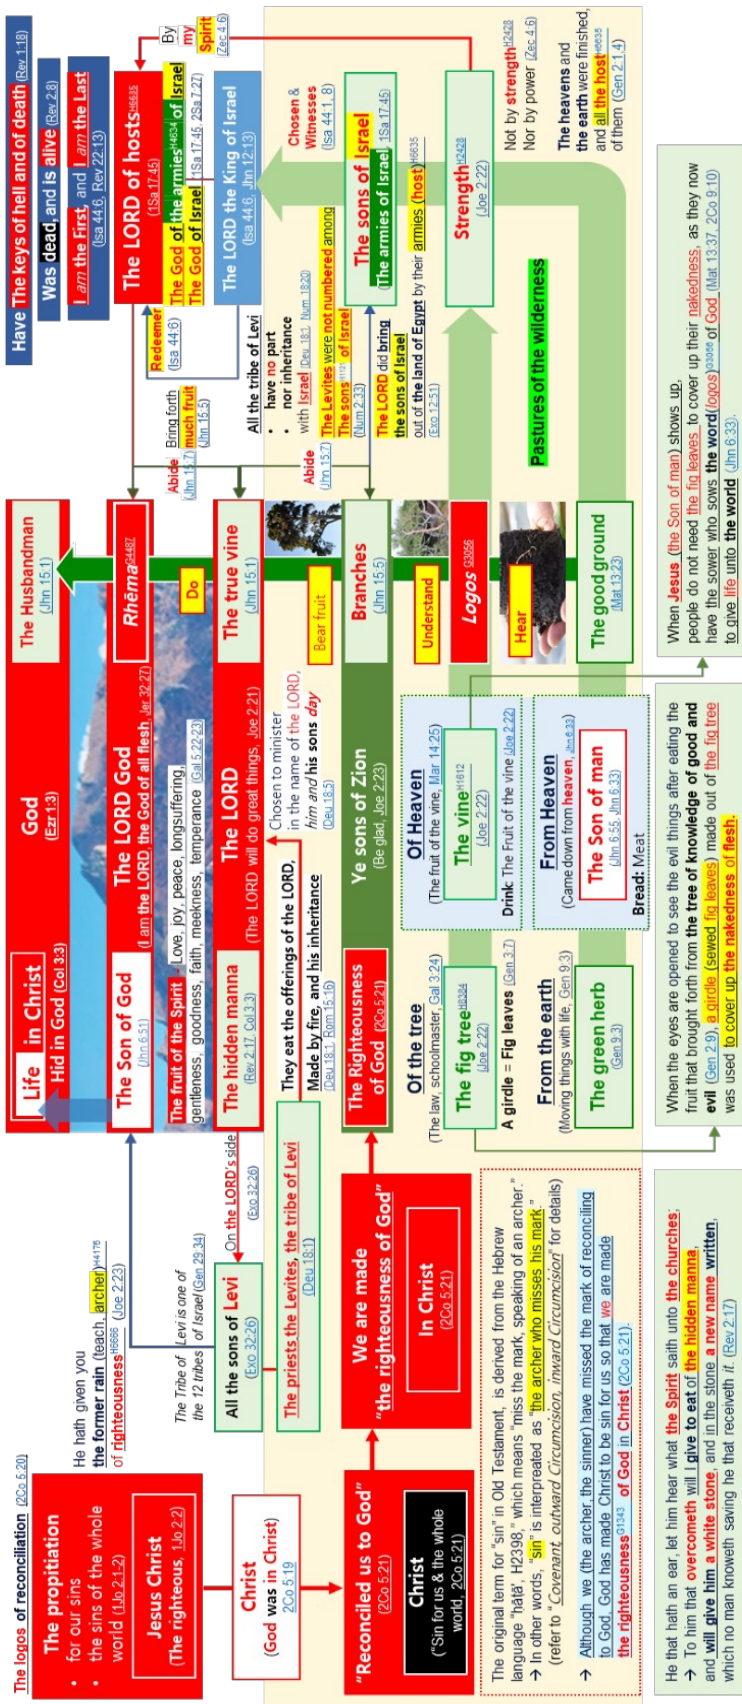 The logos of reconciliation (2Co 5:20)
The propitiation
• for our sins
• the sins of the whole
world (1Jo 2:1-2)
Jesus Christ
(The righteous, 1Jo 2:2)
Christ
(God was in Christ)
2Co 5:19
"Reconciled us to God"
(2Co 5:21)
Christ
("Sin for us & the whole
world, 2Co 5:21)
We are made
"the righteousness of God"
In Christ
(2Co 5:21)
He hath given you
the former rain (teach, archer)H4175
of righteousnessH6666 (Joe 2:23)
The Tribe of Levi is one of
the 12 tribes of Israel (Gen 29:34)
All the sons of Levi
(Exo 32:26)
On the LORD's side
(Exo 32:26)
The priests the Levites, the tribe of Levi
(Deu 18:1)
They eat the offerings of the LORD,
Made by fire, and his inheritance
(Deu 18:1, Rom 15:16)
Chosen to minister
in the name of the LORD,
him and his sons day
(Deu 18:5)
Life in Christ
Hid in God (Col 3:3)
God
(Ezr 1:3)
The Husbandman
(Jhn 15:1)
The Son of God
(Jhn 6:51)
The LORD God
(I am the LORD, the God of all flesh, Jer 32:27)
RhēmaG4487
The fruit of the Spirit - Love, joy, peace, longsuffering,
gentleness, goodness, faith, meekness, temperance (Gal 5:22-23)
Do
The hidden manna
(Rev 2:17, Col 3:3)
The LORD
(The LORD will do great things, Joe 2:21)
The true vine
(Jhn 15:1)
Bear fruit
The Righteousness
of God (2Co 5:21)
Ye sons of Zion
(Be glad, Joe 2:23)
Branches
(Jhn 15:5)
Of the tree
(The law, schoolmaster, Gal 3:24)
The fig treeH8384
(Joe 2:22)
A girdle = Fig leaves (Gen 3:7)
From the earth
(Moving things with life, Gen 9:3)
The green herb
(Gen 9:3)
Of Heaven
(The fruit of the vine, Mar 14:25)
The vineH1612
(Joe 2:22)
Drink: The Fruit of the vine (Joe 2:22)
From Heaven
(Came down from heaven, Jhn 6:33)
The Son of man
(Jhn 6:55, Jhn 6:33)
Bread: Meat
Understand
Logos G3056
Hear
The good ground
(Mat 13:23)
Have The keys of hell and of death (Rev 1:18)
Was dead, and is alive (Rev 2:8)
I am the First, and I am the Last
(Isa 44:6, Rev 22:13)
The LORD of hostsH6635
(1Sa 17:45)
The God of the armiesH4634 of Israel
The God of Israel (1Sa 17:45, 2Sa 7:27)
The LORD the King of Israel
(Isa 44:6, Jhn 12:13)
By
my
Spirit
(Zec 4:6)
Redeemer
(Isa 44:6)
Abide
(Jhn 15:7)
Bring forth
much fruit
(Jhn 15:5)
Abide
(Jhn 15:7)
All the tribe of Levi
• have no part
• nor inheritance
with Israel (Deu 18:1, Num 18:20)
The Levites were not numbered among
The sonsH1121 of Israel
(Num 2:33)
The LORD did bring
the sons of Israel
out of the land of Egypt by their armies (host)H6635
(Exo 12:51)
Chosen &
Witnesses
(Isa 44:1, 8)
The sons of Israel
(The armies of Israel, 1Sa 17:45)
StrengthH2428
(Joe 2:22)
Not by strengthH2428
Nor by power (Zec 4:6)
The heavens and
the earth were finished,
and all the hostH6635
of them (Gen 2:1,4)
Pastures of the wilderness
The original term for "sin" in Old Testament, is derived from the Hebrew
language "ḥāṭā', H2398," which means "miss the mark, speaking of an archer."
→ In other words, "sin" is interpreated as "the archer who misses his mark."
(refer to "Covenant, outward Circumcision, inward Circumcision" for details)
→ Although we (the archer, the sinner) have missed the mark of reconciling
to God, God has made Christ to be sin for us so that we are made
the righteousnessG1343 of God in Christ (2Co 5:21).
He that hath an ear, let him hear what the Spirit saith unto the churches;
→ To him that overcometh will I give to eat of the hidden manna,
and will give him a white stone, and in the stone a new name written,
which no man knoweth saving he that receiveth it. (Rev 2:17)
When the eyes are opened to see the evil things after eating the
fruit that brought forth from the tree of knowledge of good and
evil (Gen 2:9), a girdle (sewed fig leaves) made out of the fig tree
was used to cover up the nakedness of flesh.
When Jesus (the Son of man) shows up,
people do not need the fig leaves to cover up their nakedness, as they now
have the sower who sows the word(logos)G3056 of God (Mat 13:37, 2Co 9:10)
to give life unto the world (Jhn 6:33).